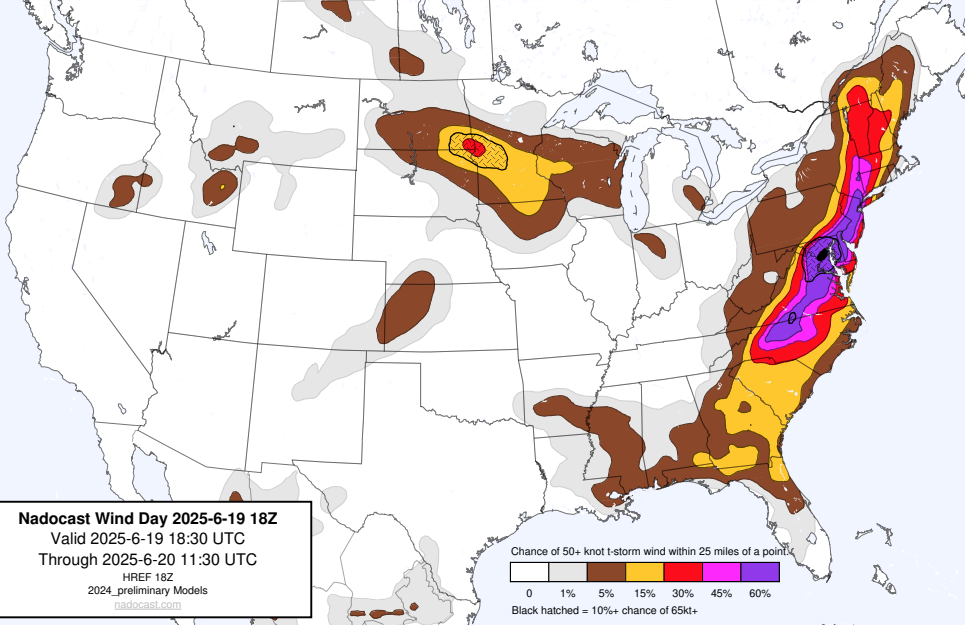 Nadocast Wind Day 2025-6-19 18Z
Valid 2025-6-19 18:30 UTC
Through 2025-6-20 11:30 UTC
HREF 18Z
2024_preliminary Models
nadocast.com
Chance of 50+ knot t-storm wind within 25 miles of a point.
0 1% 5% 15% 30% 45% 60%
Black hatched = 10%+ chance of 65kt+